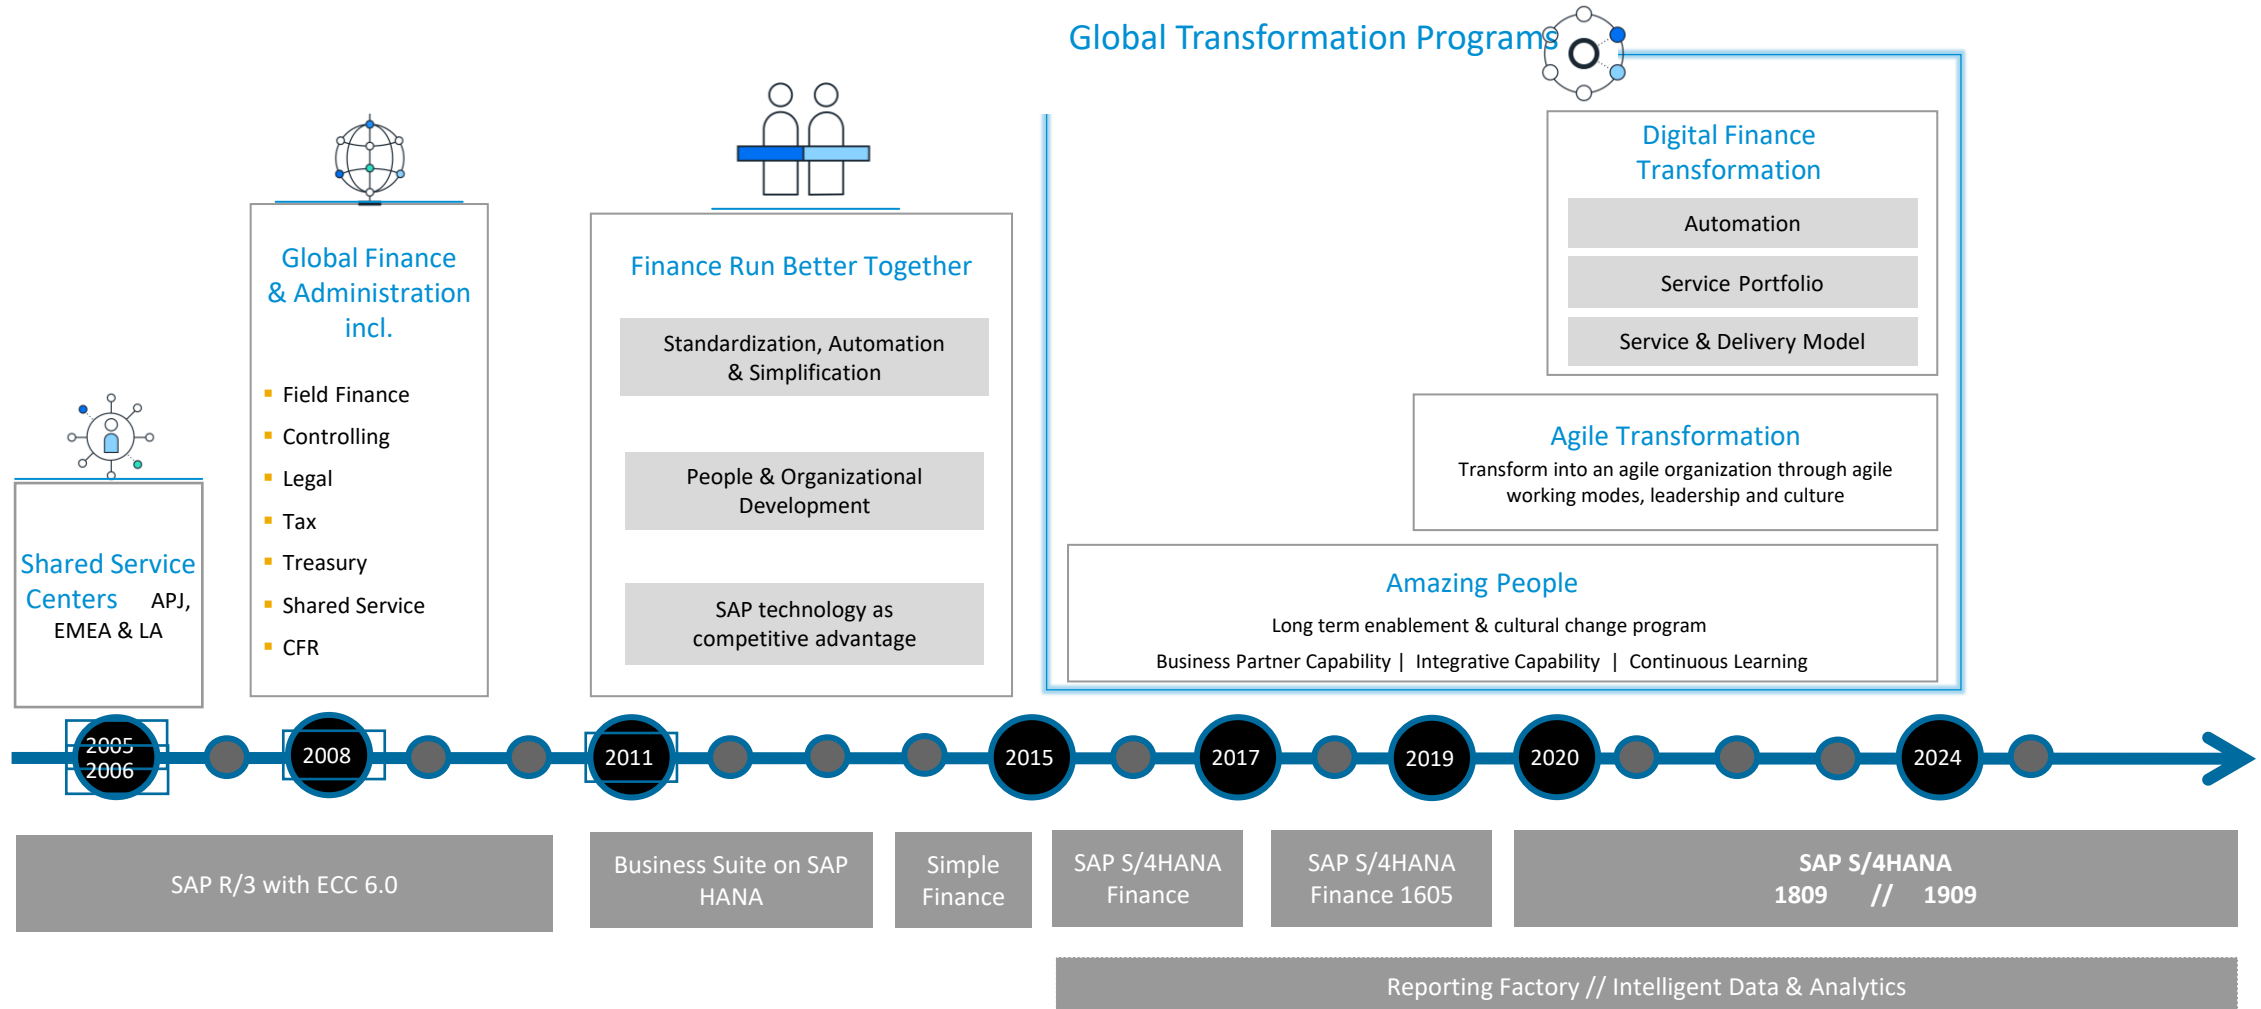 Global Transformation Programs
Shared Service
Centers APJ,
EMEA & LA
Global Finance
& Administration
incl.
Field Finance
Controlling
Legal
Tax
Treasury
Shared Service
CFR
Finance Run Better Together
Standardization, Automation
& Simplification
People & Organizational
Development
SAP technology as
competitive advantage
Digital Finance
Transformation
Automation
Service Portfolio
Service & Delivery Model
Agile Transformation
Transform into an agile organization through agile
working modes, leadership and culture
Amazing People
Long term enablement & cultural change program
Business Partner Capability | Integrative Capability | Continuous Learning
2005
2006
2008
2011
2015
2017
2019
2020
2024
SAP R/3 with ECC 6.0
Business Suite on SAP
HANA
Simple
Finance
SAP S/4HANA
Finance
SAP S/4HANA
Finance 1605
SAP S/4HANA
1809 // 1909
Reporting Factory // Intelligent Data & Analytics